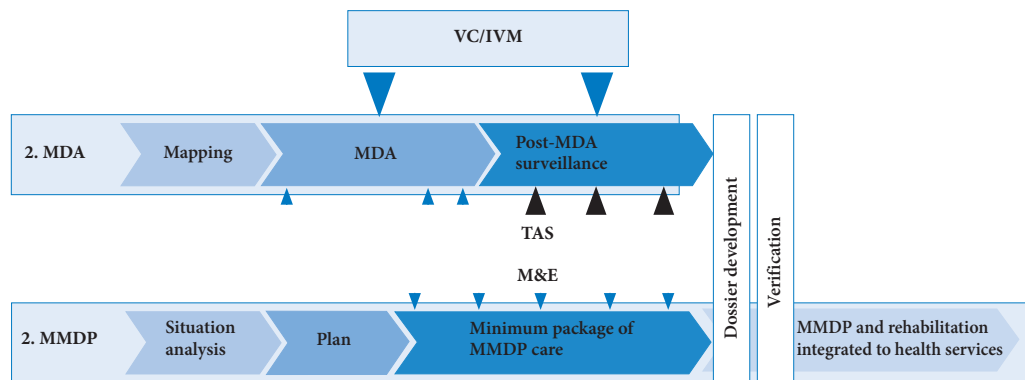 VC/IVM
2. MDA
Mapping
MDA
Post-MDA
surveillance
TAS
M&E
2. MMDP
Situation
analysis
Plan
Minimum package of
MMDP care
Dossier development
Verification
MMDP and rehabilitation
integrated to health services